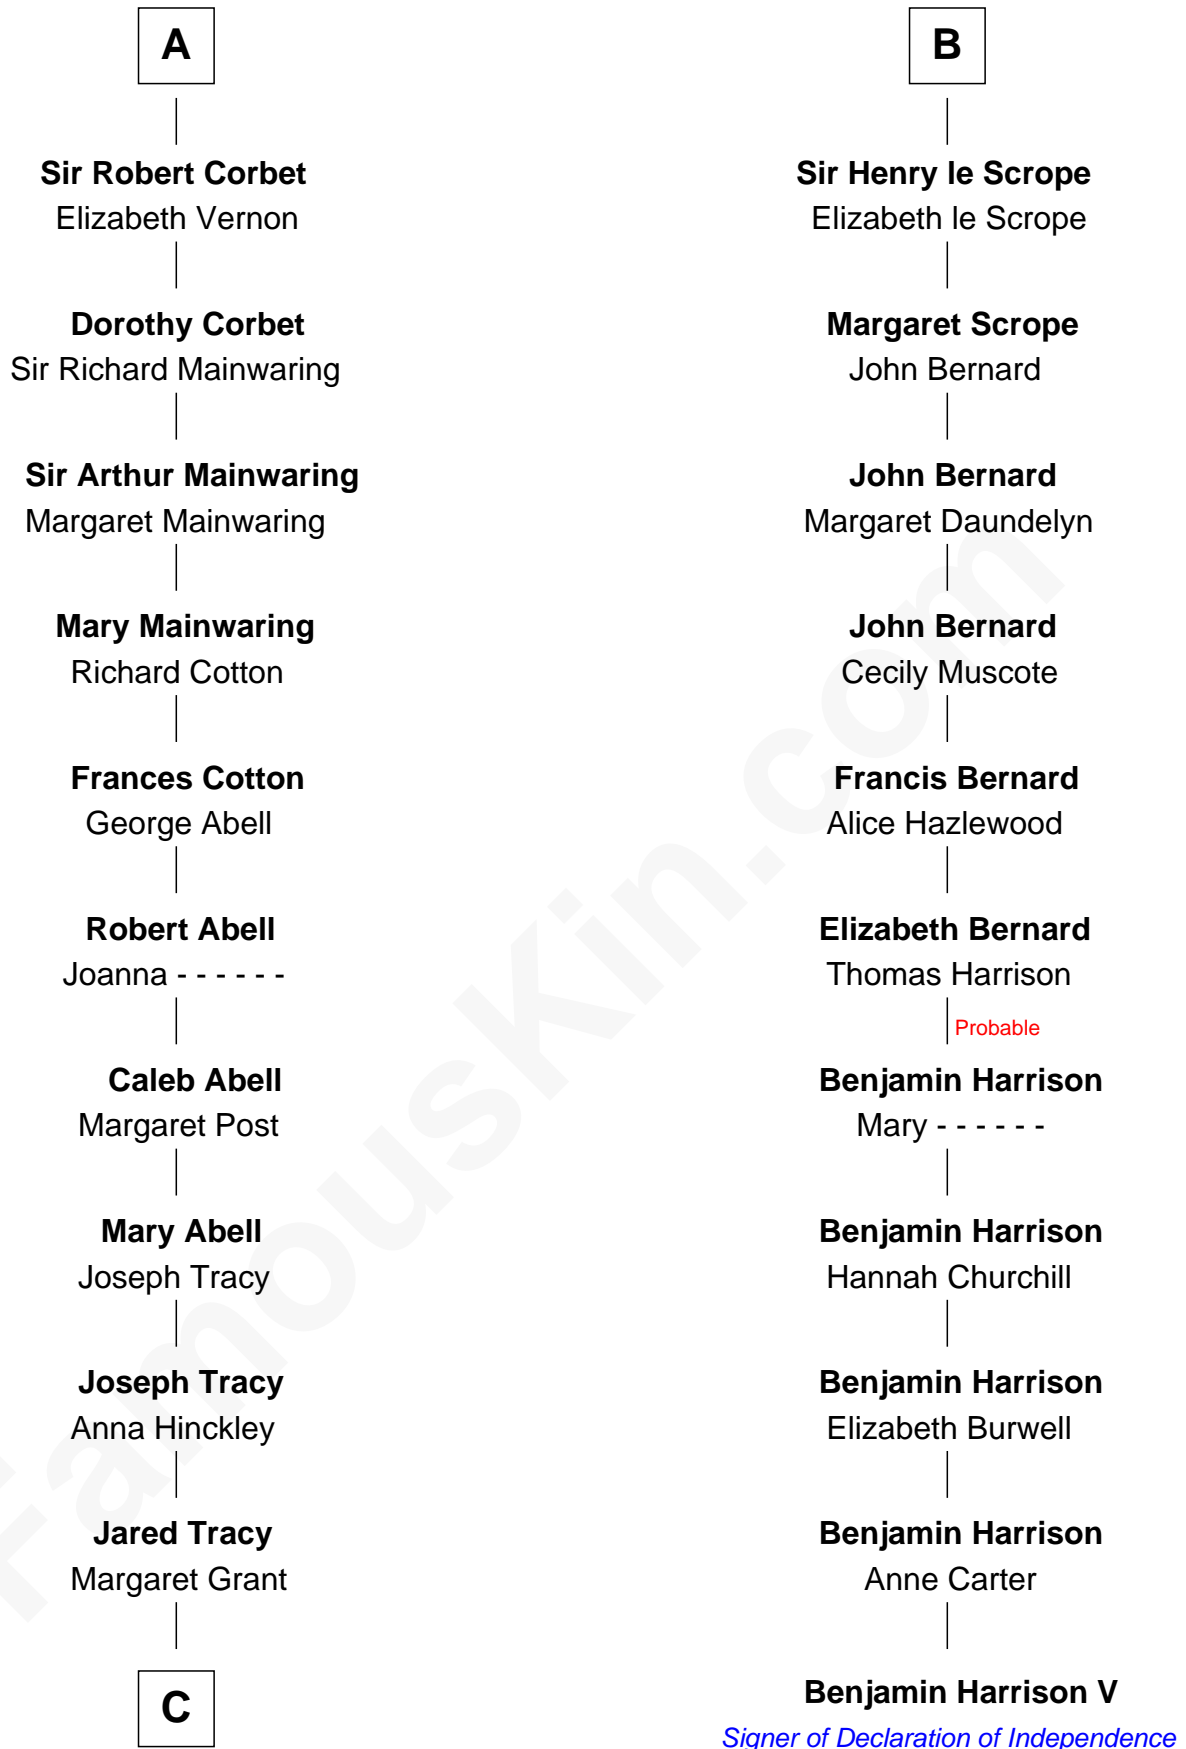 A
Sir Robert Corbet
Elizabeth Vernon
Dorothy Corbet
Sir Richard Mainwaring
Sir Arthur Mainwaring
Margaret Mainwaring
Mary Mainwaring
Richard Cotton
Frances Cotton
George Abell
Robert Abell
Joanna - - - - - -
Caleb Abell
Margaret Post
Mary Abell
Joseph Tracy
Joseph Tracy
Anna Hinckley
Jared Tracy
Margaret Grant
C
B
Sir Henry le Scrope
Elizabeth le Scrope
Margaret Scrope
John Bernard
John Bernard
Margaret Daundelyn
John Bernard
Cecily Muscote
Francis Bernard
Alice Hazlewood
Elizabeth Bernard
Thomas Harrison
Probable
Benjamin Harrison
Mary - - - - - -
Benjamin Harrison
Hannah Churchill
Benjamin Harrison
Elizabeth Burwell
Benjamin Harrison
Anne Carter
Benjamin Harrison V
Signer of Declaration of Independence
FamousKin.com